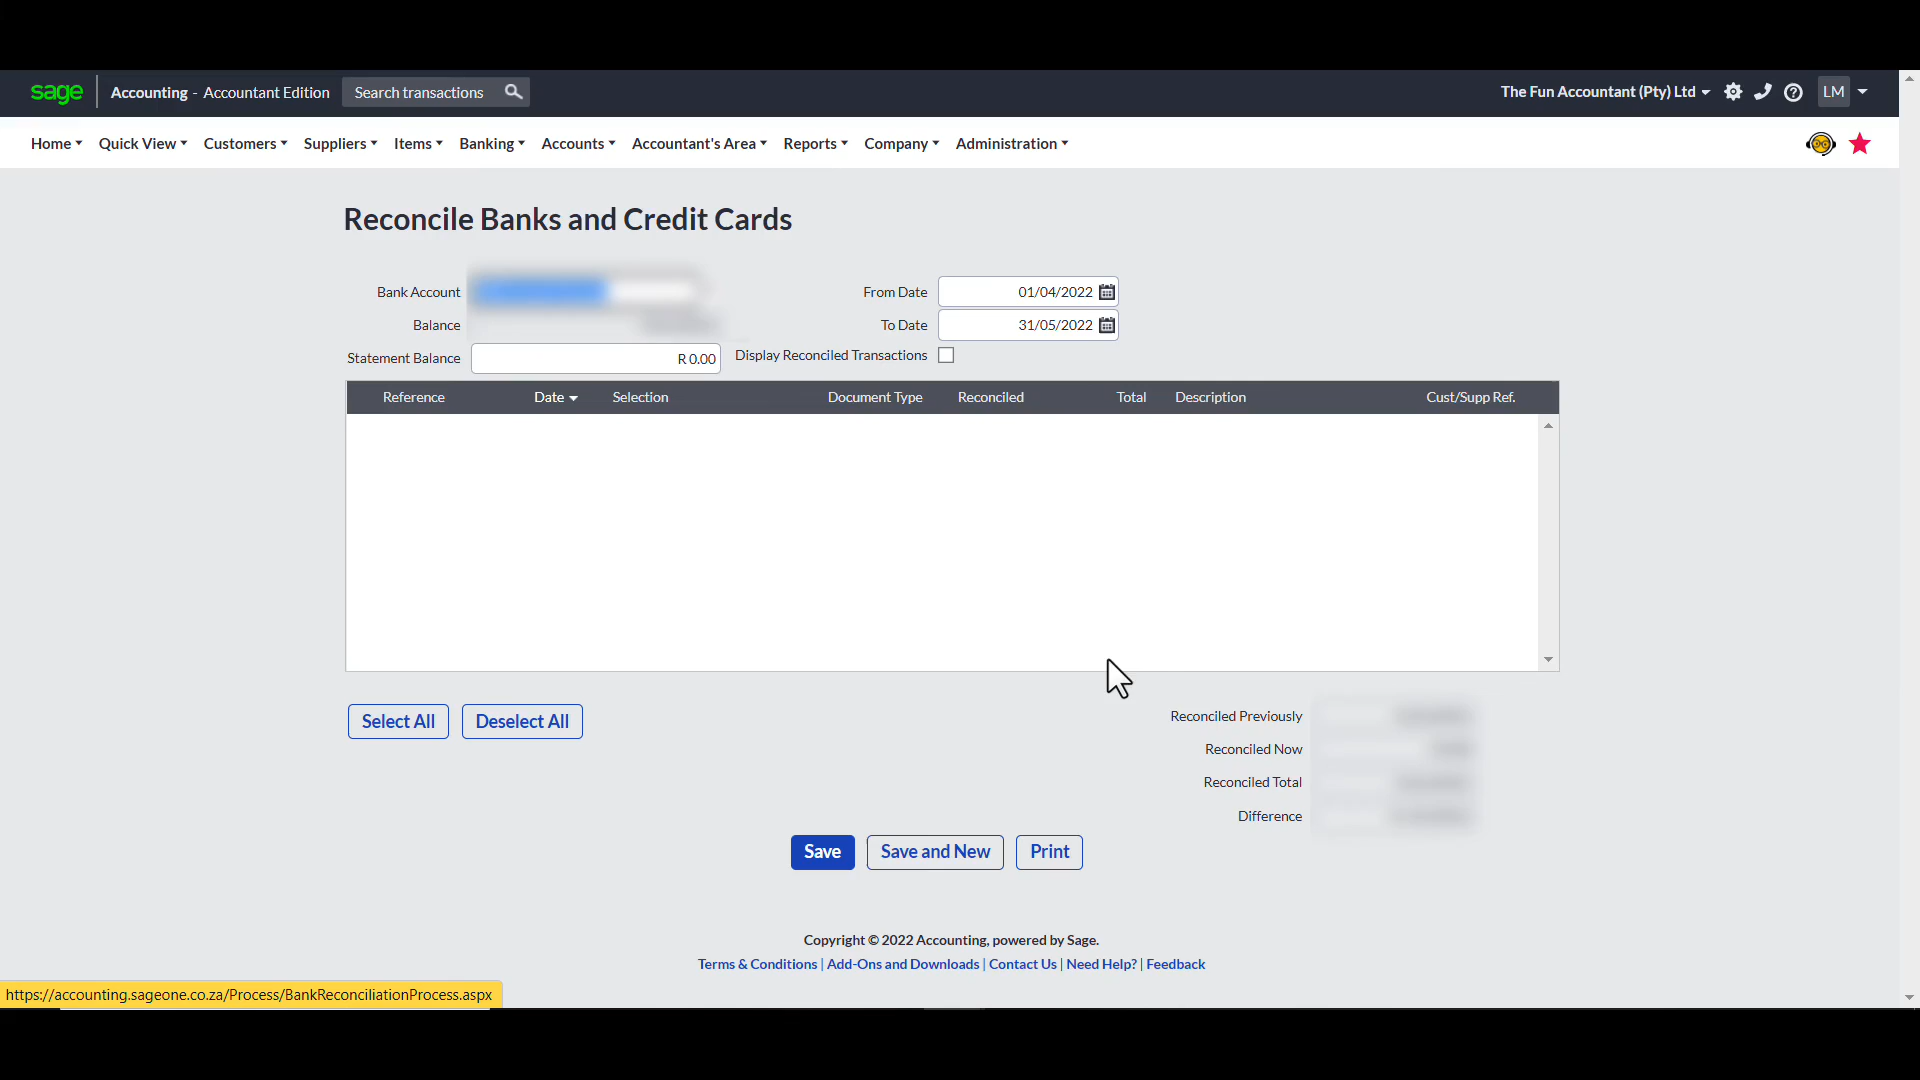 sage Accounting - Accountant Edition Search transactions The Fun Accountant (Pty) Ltd LM
Home Quick View Customers Suppliers Items Banking Accounts Accountant's Area Reports Company Administration
Reconcile Banks and Credit Cards
Bank Account From Date 01/04/2022
Balance To Date 31/05/2022
Statement Balance R 0.00 Display Reconciled Transactions
Reference Date Selection Document Type Reconciled Total Description Cust/Supp Ref.
Select All Deselect All
Reconciled Previously
Reconciled Now
Reconciled Total
Difference
Save Save and New Print
Copyright © 2022 Accounting, powered by Sage.
Terms & Conditions | Add-Ons and Downloads | Contact Us | Need Help? | Feedback
https://accounting.sageone.co.za/Process/BankReconciliationProcess.aspx